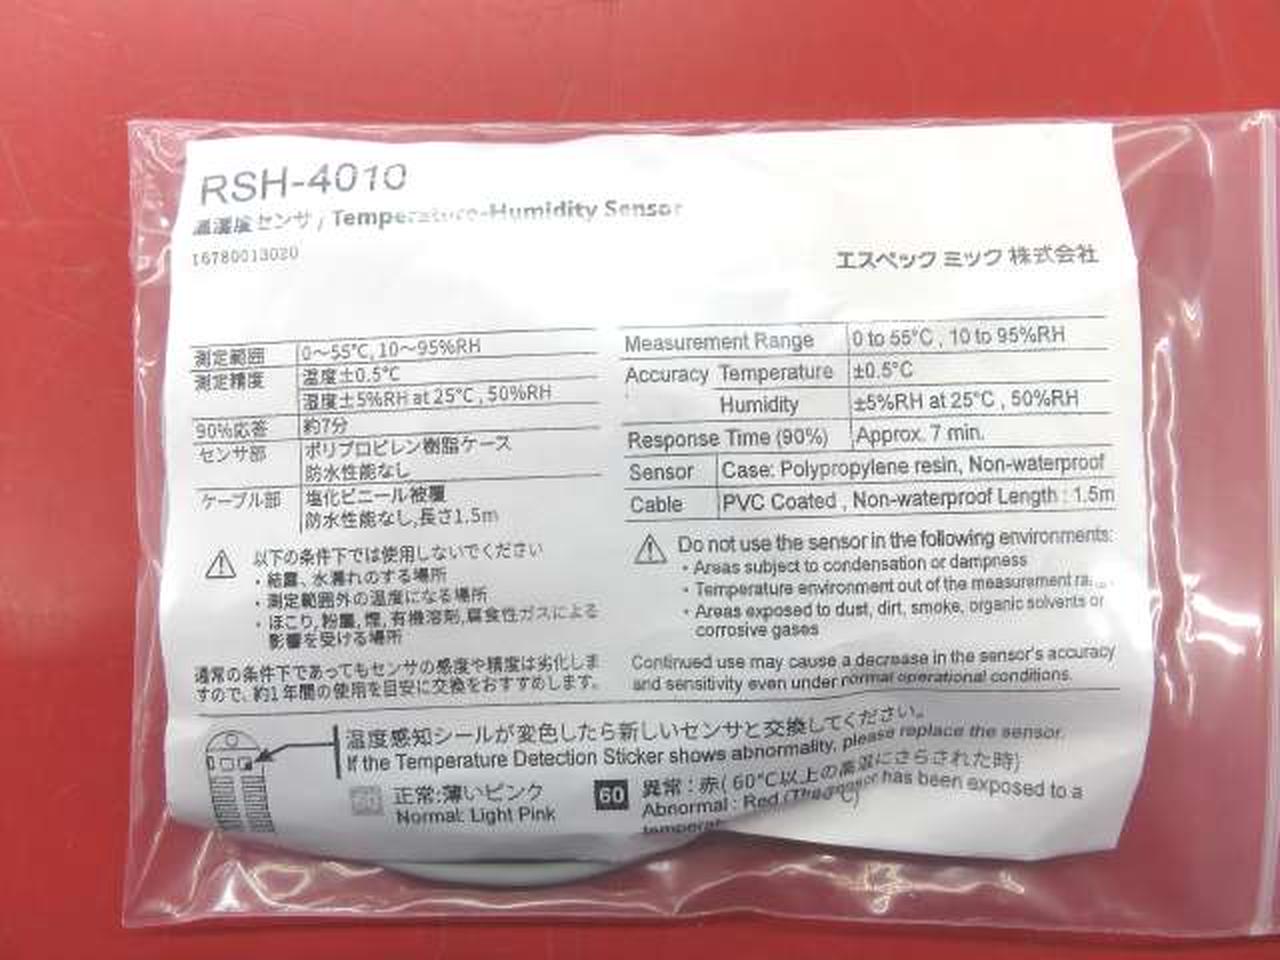 RSH-4010
温湿度センサ / Temperature-Humidity Sensor
16780013020
エスペック ミック 株式会社
測定範囲 0〜55℃, 10〜95%RH
測定精度 温度±0.5℃
湿度±5%RH at 25℃ , 50%RH
90%応答 約7分
センサ部 ポリプロピレン樹脂ケース
防水性能なし
ケーブル部 塩化ビニール被覆
防水性能なし,長さ1.5m
以下の条件下では使用しないでください
・結露、水濡れのする場所
・測定範囲外の温度になる場所
・ほこり,粉塵,煙,有機溶剤,腐食性ガスによる
影響を受ける場所
通常の条件下であってもセンサの感度や精度は劣化しま
すので、約1年間の使用を目安に交換をおすすめします。
Measurement Range 0 to 55°C , 10 to 95%RH
Accuracy Temperature ±0.5°C
Humidity ±5%RH at 25°C , 50%RH
Response Time (90%) Approx. 7 min.
Sensor Case: Polypropylene resin, Non-waterproof
Cable PVC Coated , Non-waterproof Length : 1.5m
Do not use the sensor in the following environments:
・Areas subject to condensation or dampness
・Temperature environment out of the measurement
・Areas exposed to dust, dirt, smoke, organic solvents or
corrosive gases
Continued use may cause a decrease in the sensor's accuracy
and sensitivity even under normal operational conditions.
温度感知シールが変色したら新しいセンサと交換してください。
If the Temperature Detection Sticker shows abnormality, please replace the sensor.
60 正常:薄いピンク
Normal: Light Pink
60 異常:赤( 60℃以上の高温にさらされた時)
Abnormal : Red (The sensor has been exposed to a